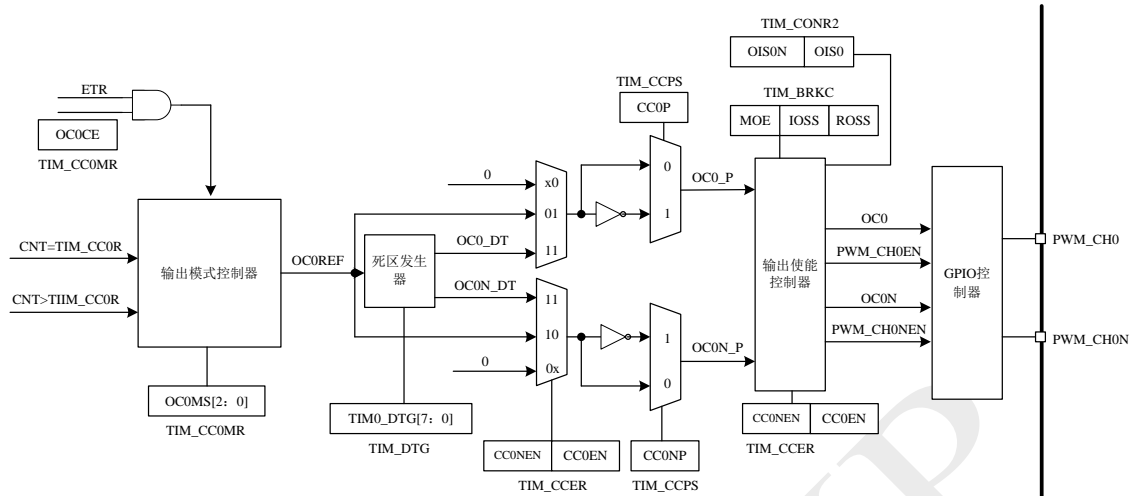 TIM_CONR2
OIS0N
OIS0
ETR
OC0CE
TIM_CC0MR
TIM_CCPS
CC0P
TIM_BRKC
MOE
IOSS
ROSS
0
x0
01
11
0
1
OC0_P
CNT=TIM_CC0R
CNT>TIIM_CC0R
输出模式控制器
OC0REF
死区发生
器
OC0_DT
OC0N_DT
11
10
0x
0
1
0
OC0N_P
输出使能
控制器
OC0
PWM_CH0EN
OC0N
PWM_CH0NEN
GPIO控
制器
PWM_CH0
PWM_CH0N
OC0MS[2：0]
TIM_CC0MR
TIM0_DTG[7：0]
TIM_DTG
CC0NEN
CC0EN
TIM_CCER
CC0NP
TIM_CCPS
CC0NEN
CC0EN
TIM_CCER